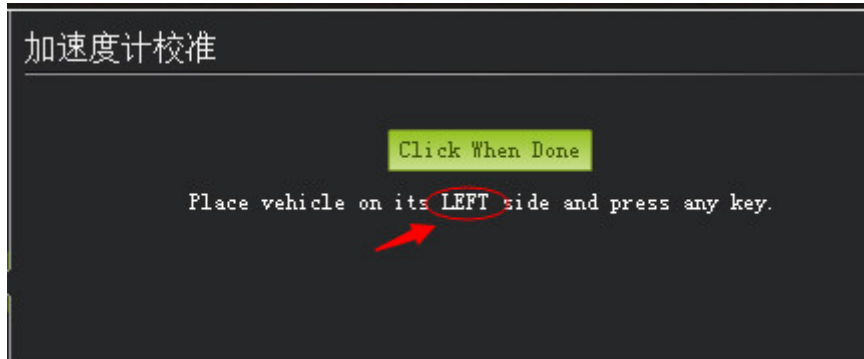 加速度计校准
Click When Done
Place vehicle on its LEFT side and press any key.